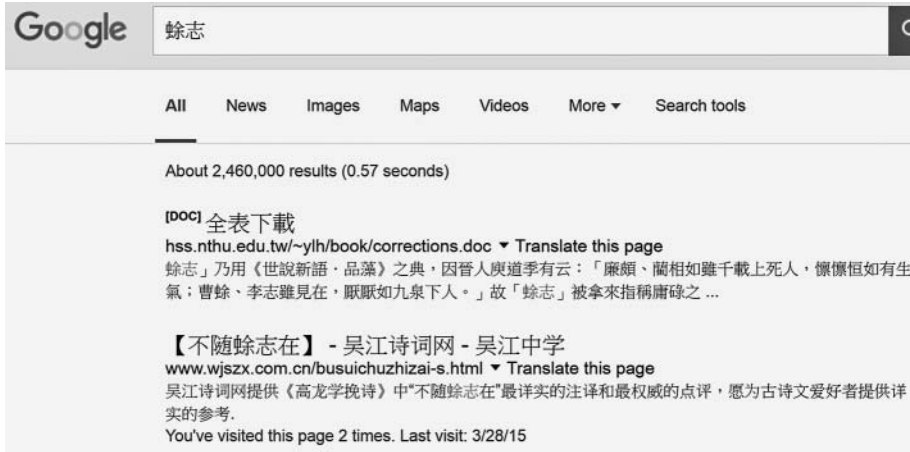 Google 蜍志
All News Images Maps Videos More ▾ Search tools
About 2,460,000 results (0.57 seconds)
[DOC] 全表下載
hss.nthu.edu.tw/~ylh/book/corrections.doc ▾ Translate this page
蜍志」乃用《世說新語．品藻》之典，因晉人庾道季有云：「廉頗、藺相如雖千載上死人，懍懍恒如有生
氣；曹蜍、李志雖見在，厭厭如九泉下人。」故「蜍志」被拿來指稱庸碌之 ...
【不随蜍志在】 - 吴江诗词网 - 吴江中学
www.wjszx.com.cn/busuichuzhizai-s.html ▾ Translate this page
吴江诗词网提供《高龙学挽诗》中“不随蜍志在”最详实的注译和最权威的点评，愿为古诗文爱好者提供详
实的参考.
You've visited this page 2 times. Last visit: 3/28/15